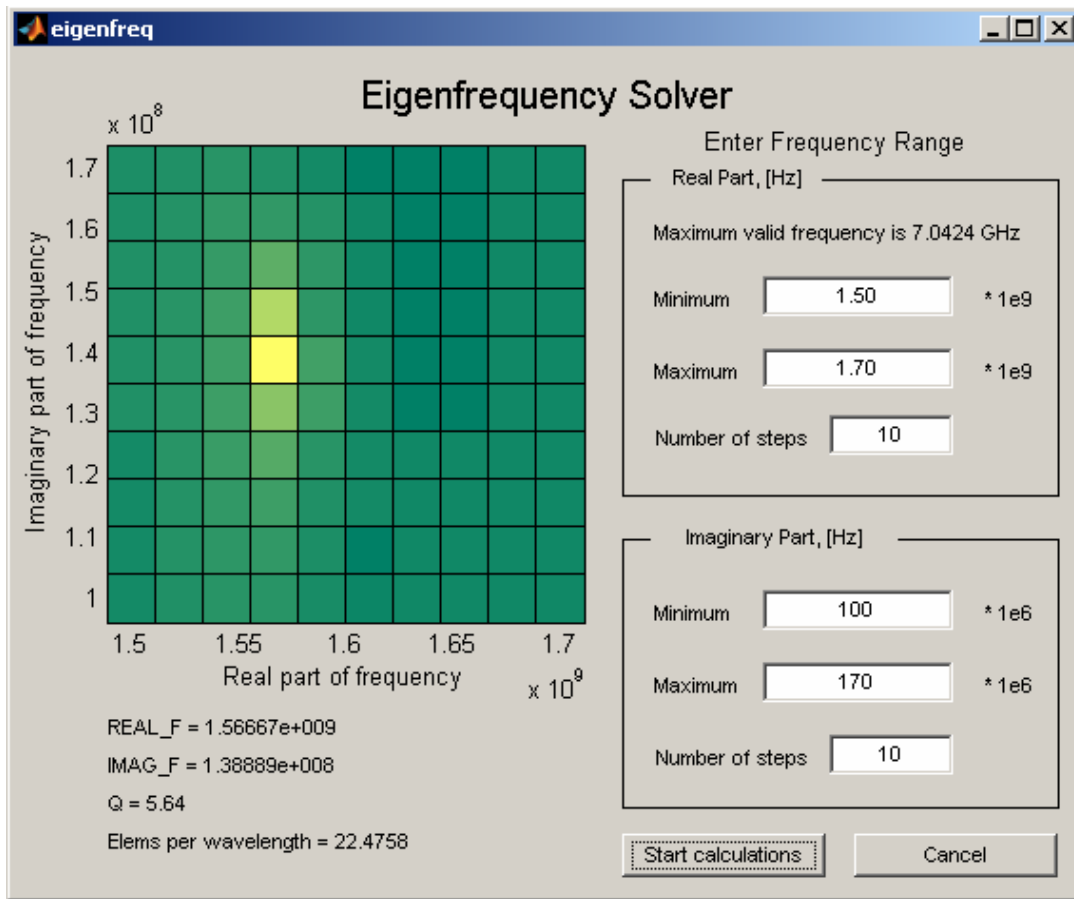 eigenfreq
Eigenfrequency Solver
x 10^8
1.7
1.6
1.5
1.4
1.3
1.2
1.1
1
Imaginary part of frequency
1.5 1.55 1.6 1.65 1.7
Real part of frequency
x 10^9
REAL_F = 1.56667e+009
IMAG_F = 1.38889e+008
Q = 5.64
Elems per wavelength = 22.4758
Enter Frequency Range
Real Part, [Hz]
Maximum valid frequency is 7.0424 GHz
Minimum 1.50 * 1e9
Maximum 1.70 * 1e9
Number of steps 10
Imaginary Part, [Hz]
Minimum 100 * 1e6
Maximum 170 * 1e6
Number of steps 10
Start calculations Cancel